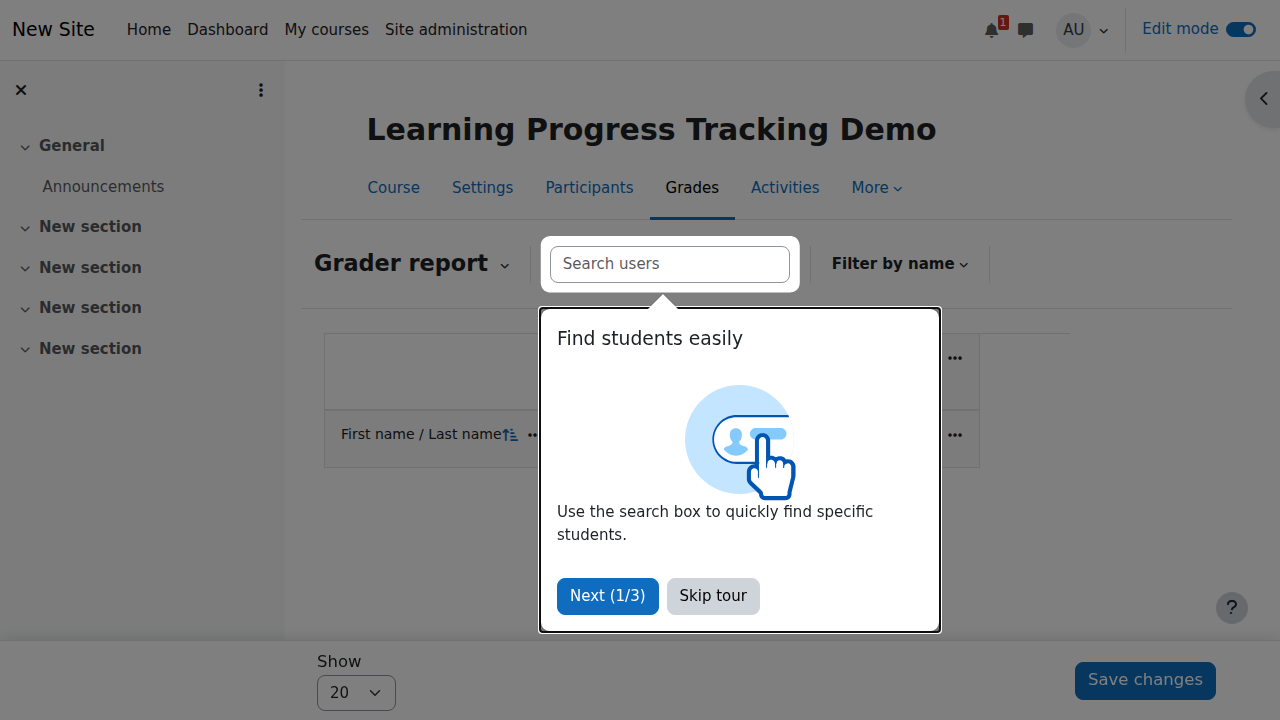 New Site
Home
Dashboard
My courses
Site administration
1
AU
Edit mode
General
Announcements
New section
New section
New section
New section
Learning Progress Tracking Demo
Course
Settings
Participants
Grades
Activities
More
Grader report
Search users
Filter by name
First name / Last name
Find students easily
Use the search box to quickly find specific
students.
Next (1/3)
Skip tour
?
Show
20
Save changes